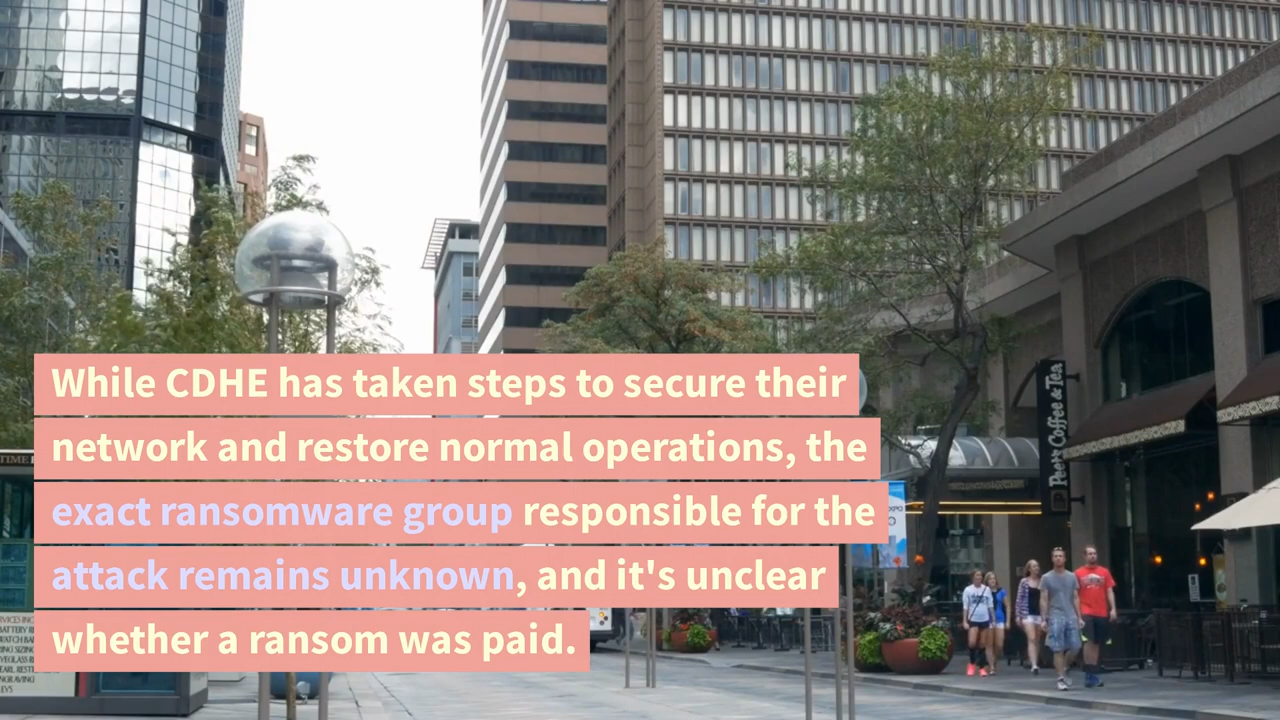 While CDHE has taken steps to secure their
network and restore normal operations, the
exact ransomware group responsible for the
attack remains unknown, and it's unclear
whether a ransom was paid.
Peet's Coffee & Tea
TIME